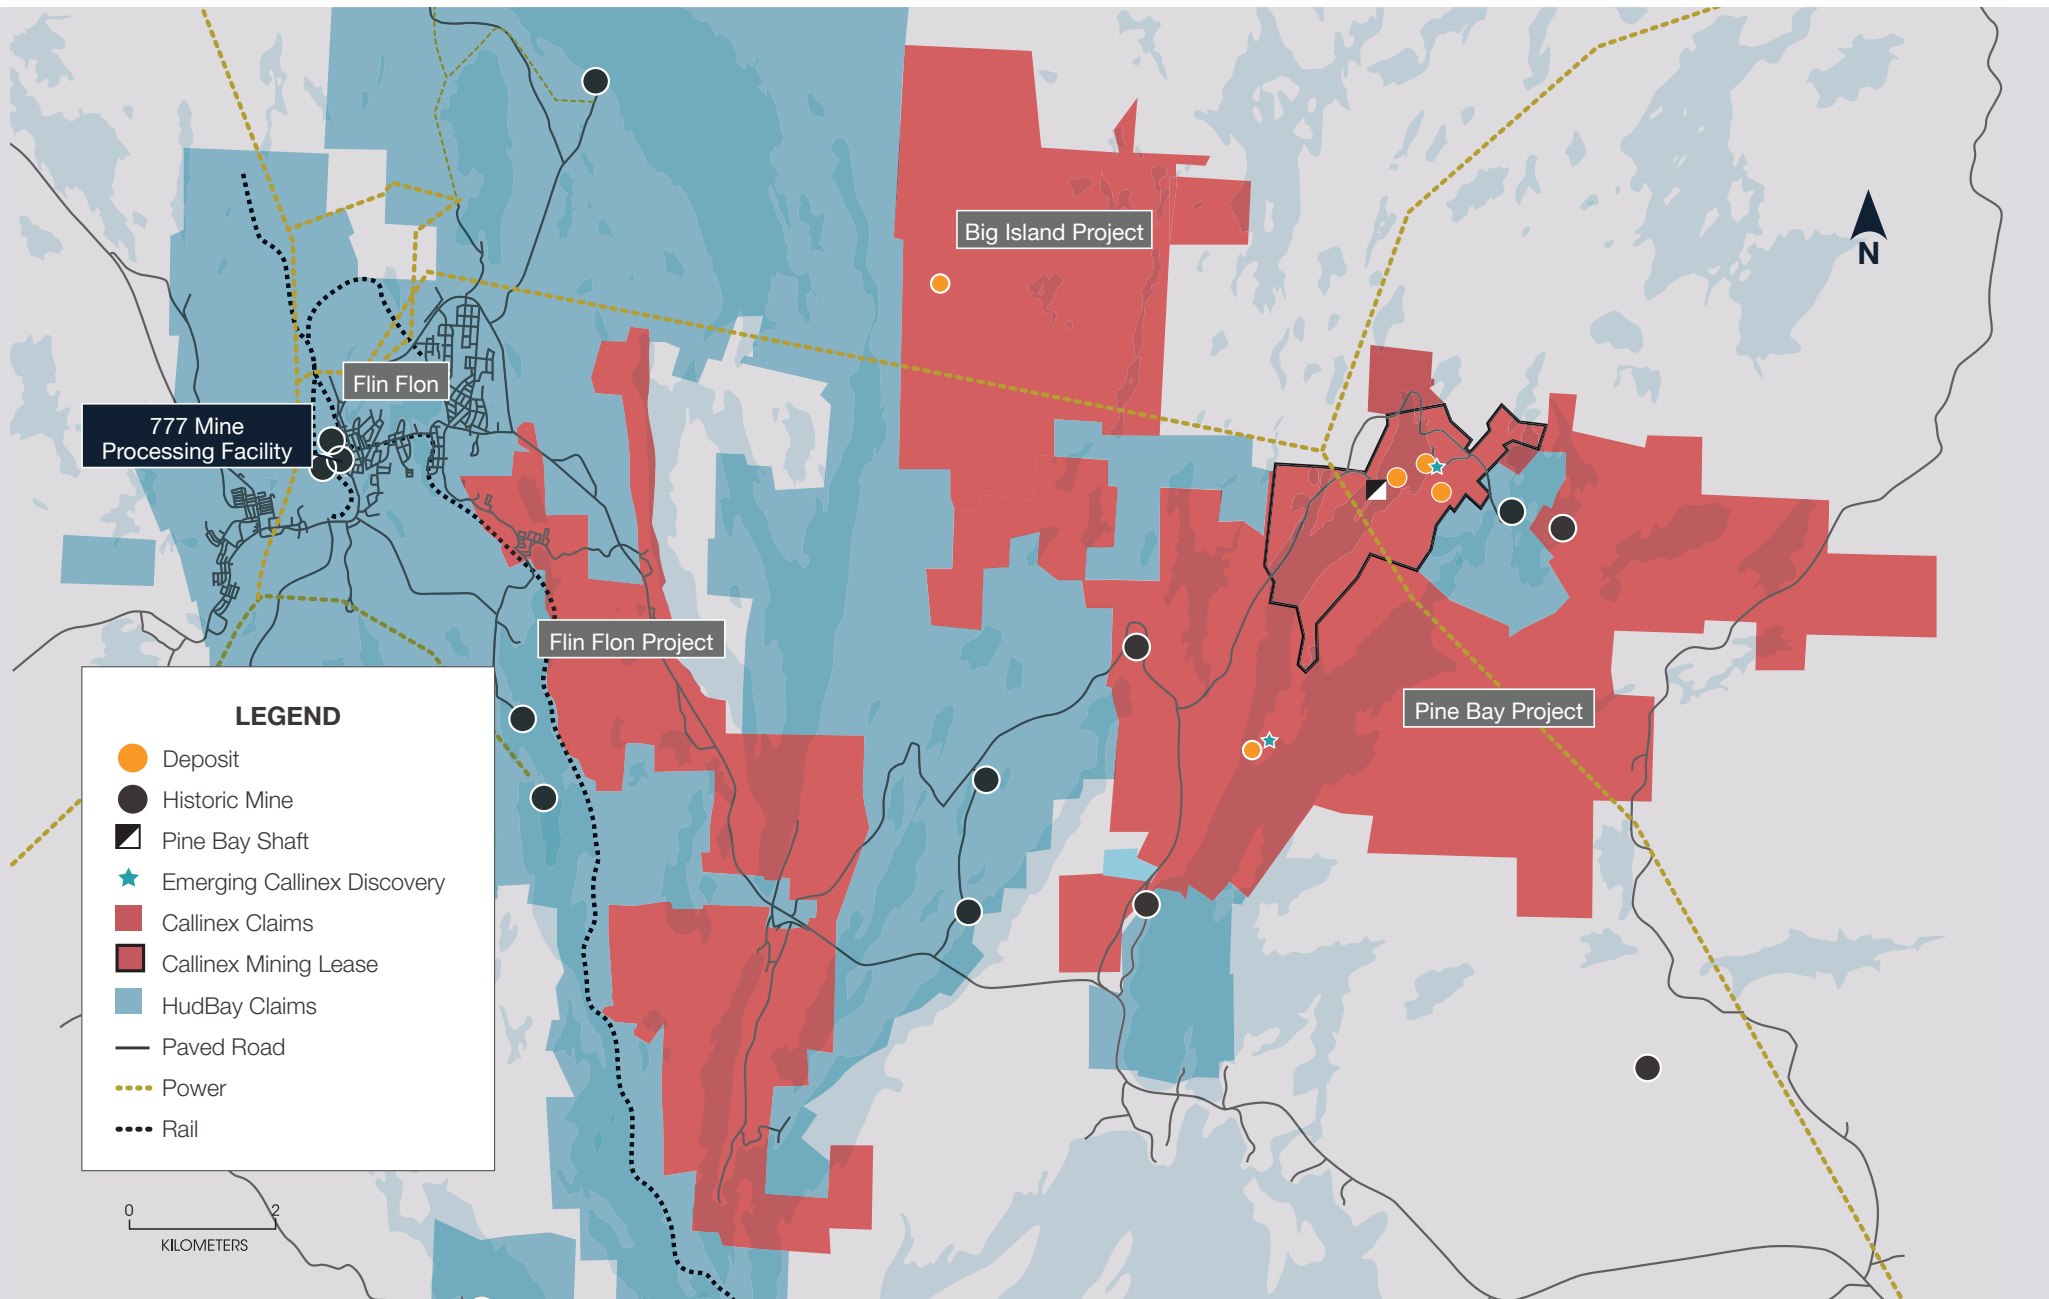 Big Island Project
N
Flin Flon
777 Mine
Processing Facility
Flin Flon Project
Pine Bay Project
LEGEND
Deposit
Historic Mine
Pine Bay Shaft
Emerging Callinex Discovery
Callinex Claims
Callinex Mining Lease
HudBay Claims
Paved Road
Power
Rail
0 2
KILOMETERS